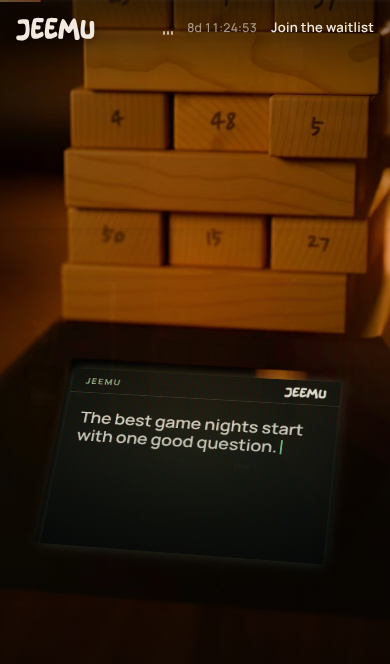 JEEMU
8d 11:24:53
Join the waitlist
4
48
5
50
15
27
JEEMU
JEEMU
The best game nights start
with one good question.